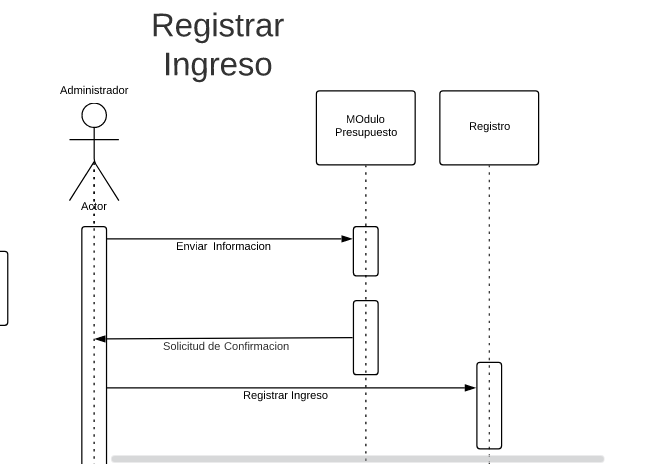 Registrar
Ingreso
Administrador
MOdulo
Presupuesto
Registro
Actor
Enviar Informacion
Solicitud de Confirmacion
Registrar Ingreso